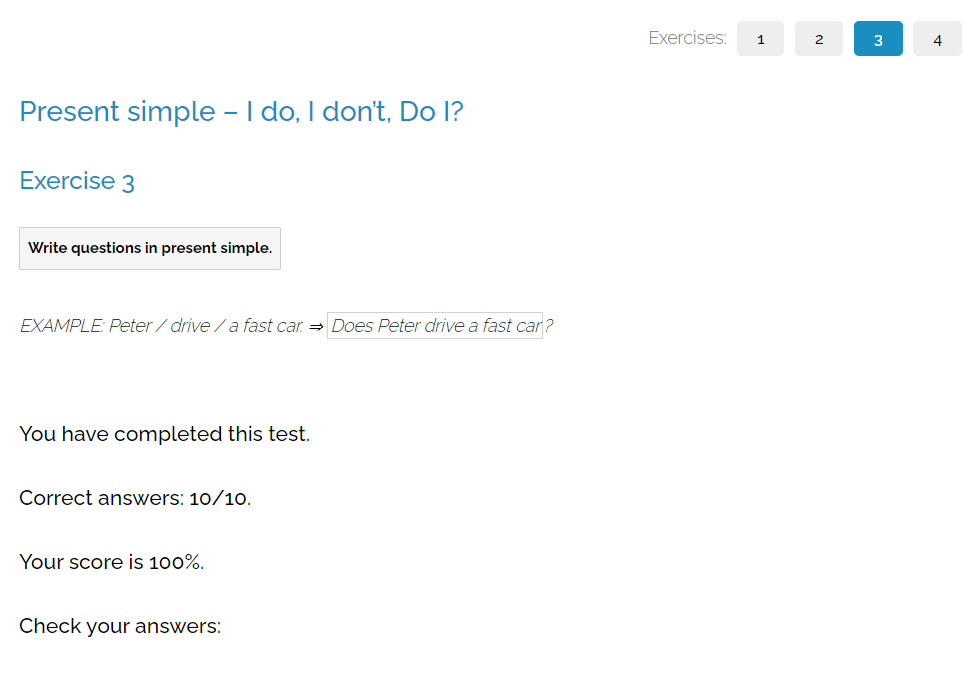 Exercises: 1 2 3 4
Present simple – I do, I don’t, Do I?
Exercise 3
Write questions in present simple.
EXAMPLE: Peter / drive / a fast car. ⇒ Does Peter drive a fast car?
You have completed this test.
Correct answers: 10/10.
Your score is 100%.
Check your answers: